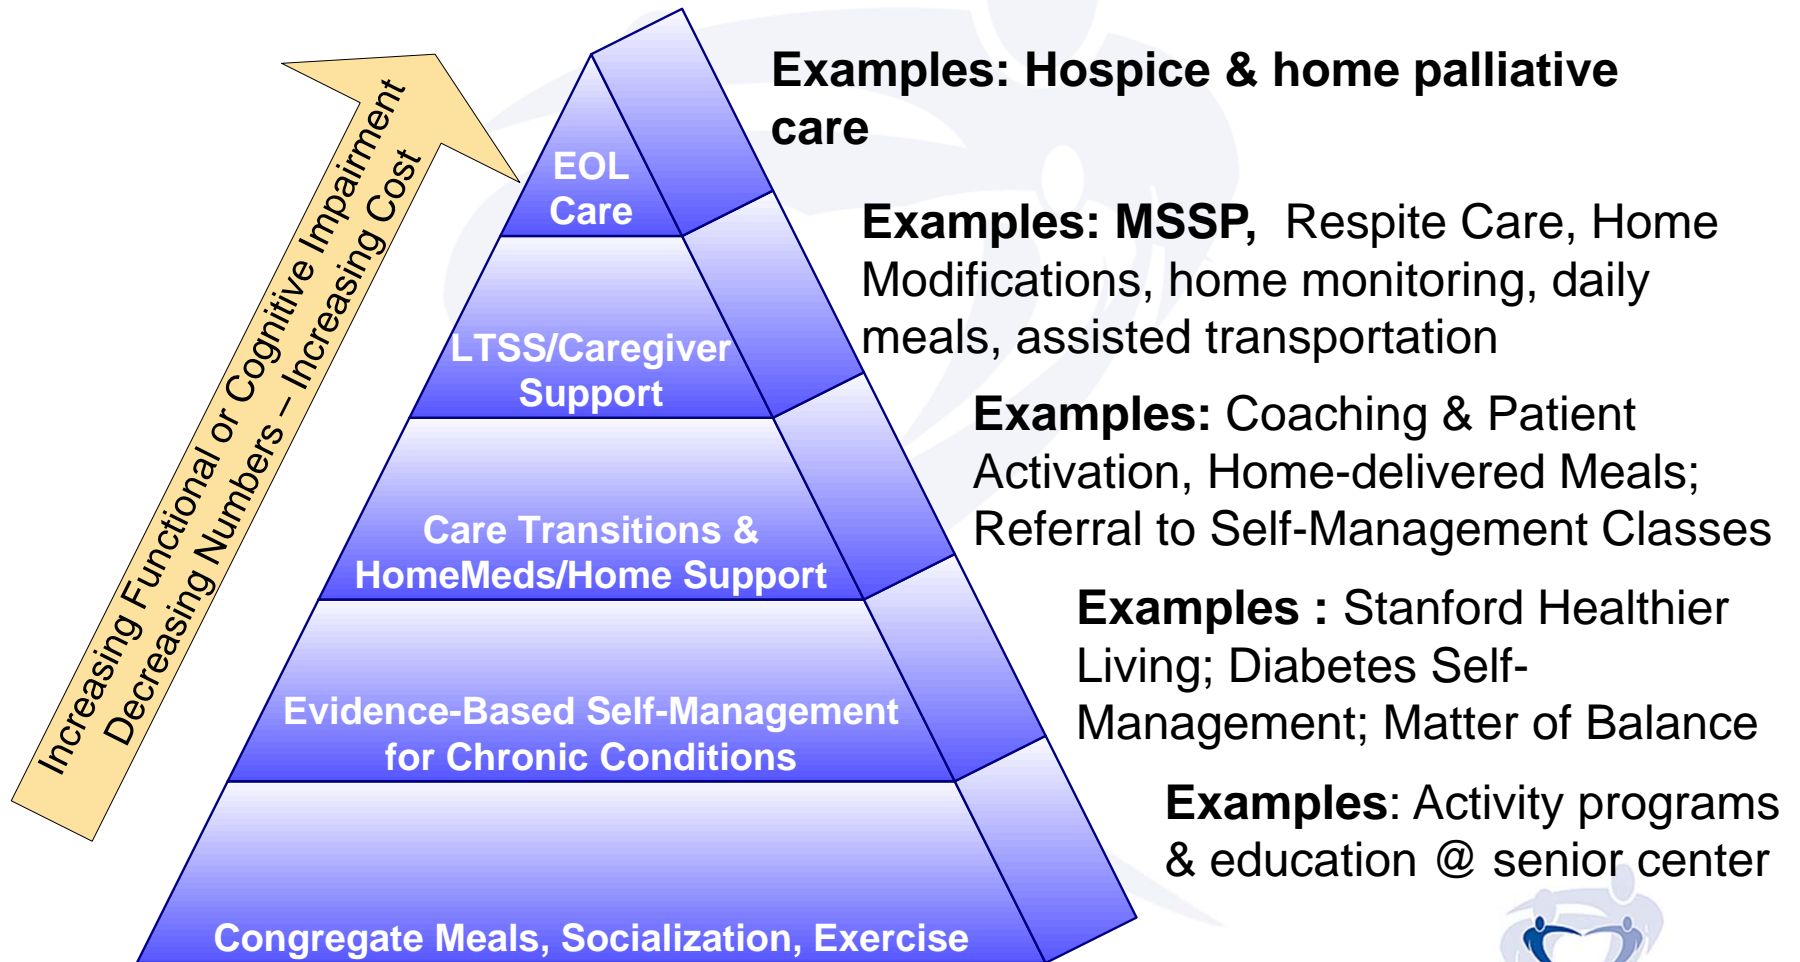 Increasing Functional or Cognitive Impairment
Decreasing Numbers – Increasing Cost
EOL
Care
Examples: Hospice & home palliative
care
LTSS/Caregiver
Support
Examples: MSSP, Respite Care, Home
Modifications, home monitoring, daily
meals, assisted transportation
Care Transitions &
HomeMeds/Home Support
Examples: Coaching & Patient
Activation, Home-delivered Meals;
Referral to Self-Management Classes
Evidence-Based Self-Management
for Chronic Conditions
Examples : Stanford Healthier
Living; Diabetes Self-
Management; Matter of Balance
Congregate Meals, Socialization, Exercise
Examples: Activity programs
& education @ senior center